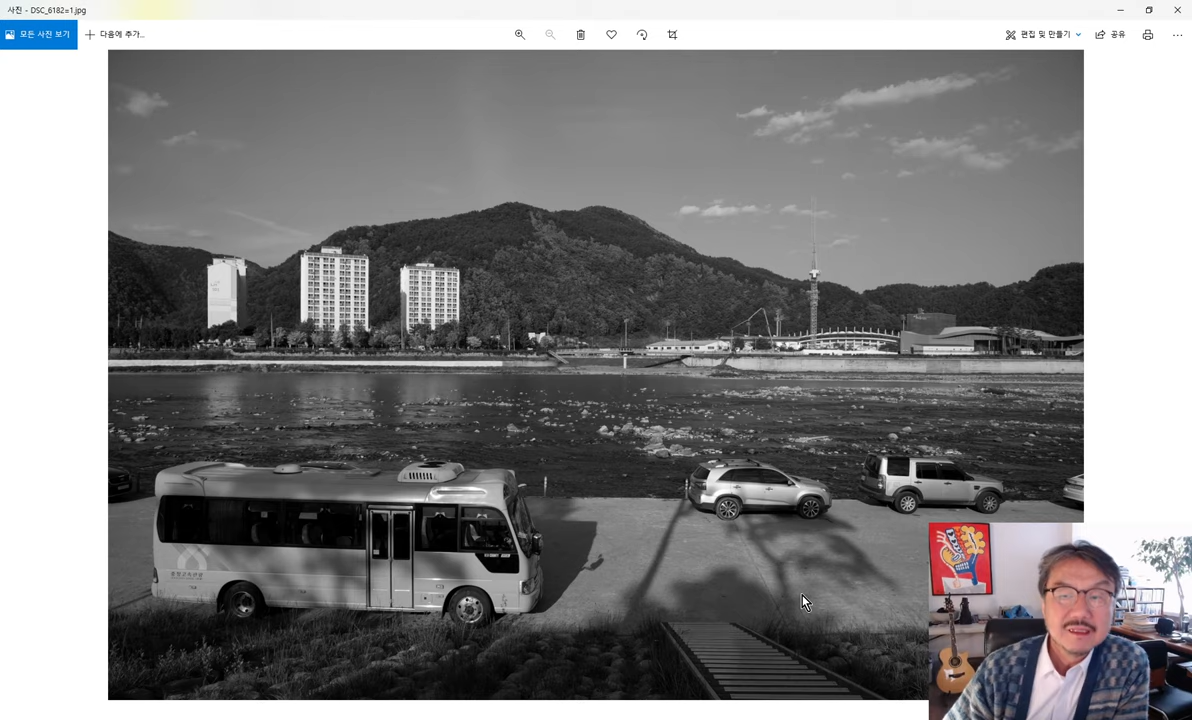 사진 - DSC_6182=1.jpg
모든 사진 보기
다음에 추가...
편집 및 만들기
공유